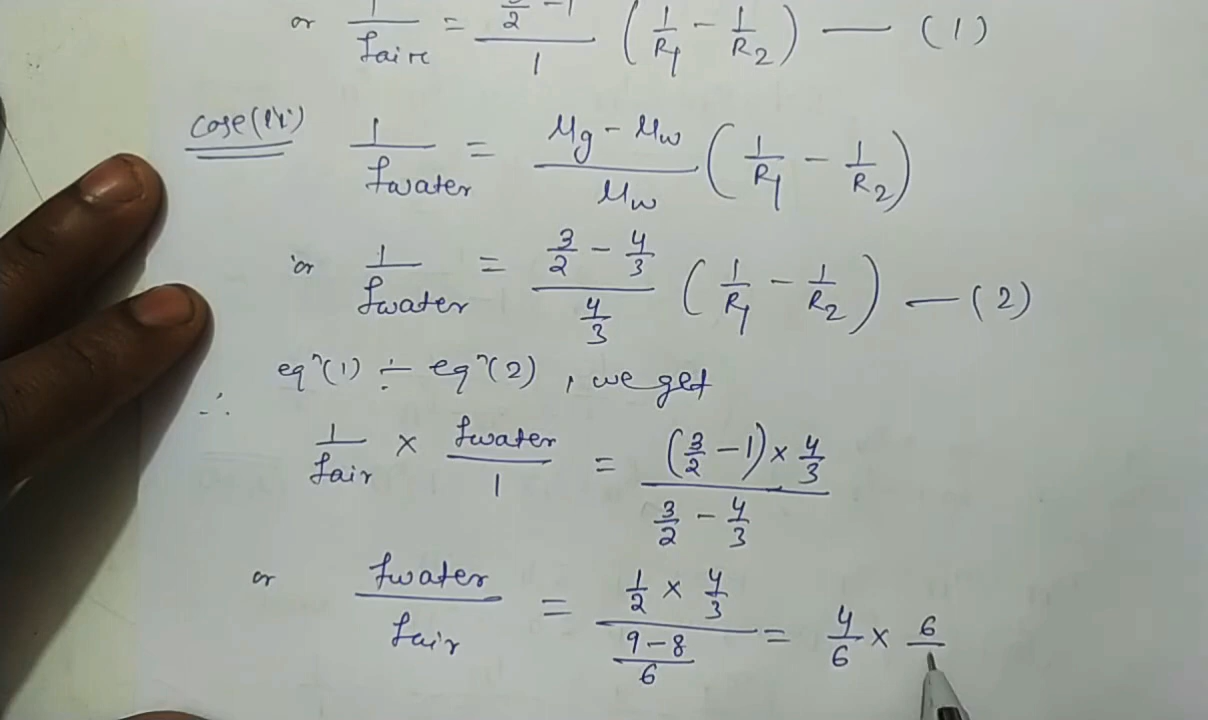 or 1/faire = (3/2 - 1)/1 (1/R1 - 1/R2) — (1)
Case(ii) 1/fwater = (μg - μw)/μw (1/R1 - 1/R2)
or 1/fwater = (3/2 - 4/3)/(4/3) (1/R1 - 1/R2) — (2)
eqⁿ(1) ÷ eqⁿ(2), we get
∴ 1/fair × fwater/1 = ((3/2 - 1) × 4/3)/(3/2 - 4/3)
or fwater/fair = (1/2 × 4/3)/((9 - 8)/6) = 4/6 × 6/